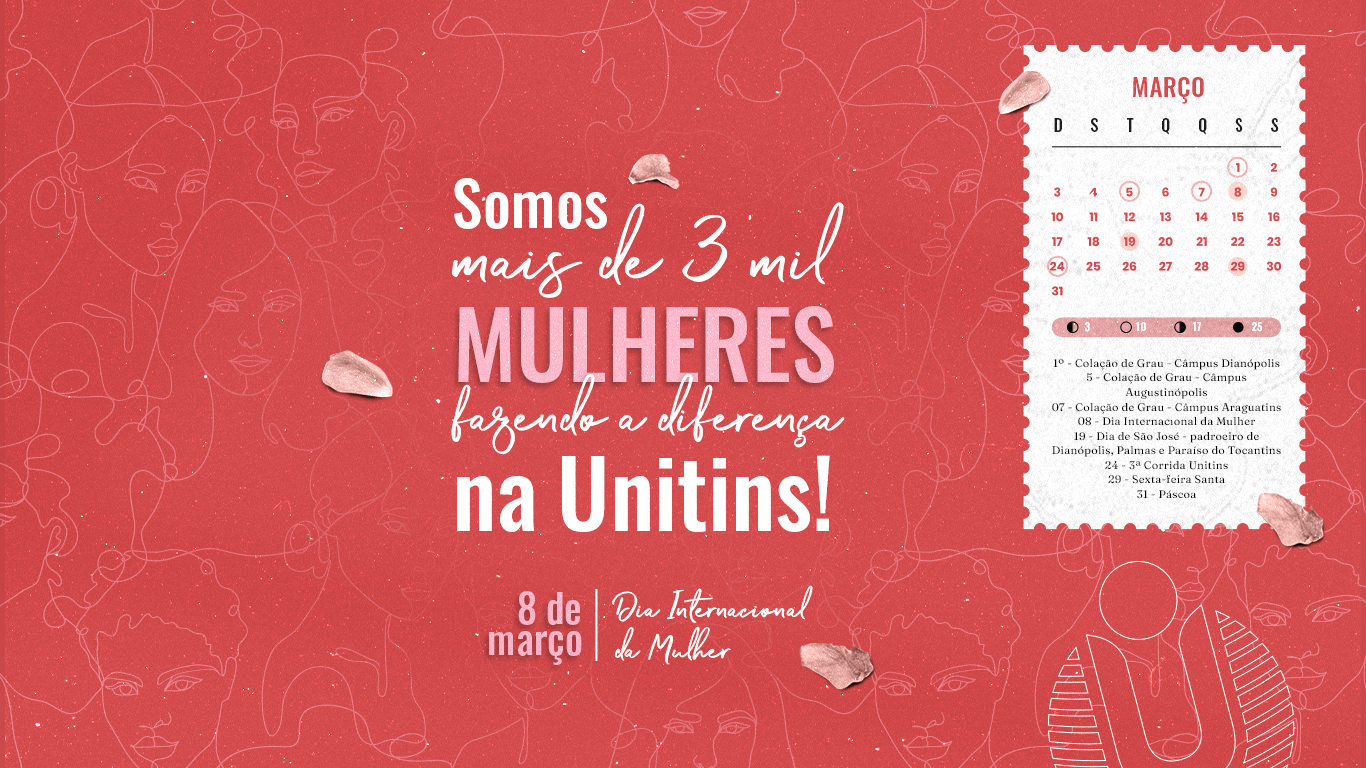 Somos
mais de 3 mil
MULHERES
fazendo a diferença
na Unitins!
8 de
março
Dia Internacional
da Mulher
MARÇO
D S T Q Q S S
1 2
3 4 5 6 7 8 9
10 11 12 13 14 15 16
17 18 19 20 21 22 23
24 25 26 27 28 29 30
31
3 10 17 25
1º - Colação de Grau - Câmpus Dianópolis
5 - Colação de Grau - Câmpus
Augustinópolis
07 - Colação de Grau - Câmpus Araguatins
08 - Dia Internacional da Mulher
19 - Dia de São José - padroeiro de
Dianópolis, Palmas e Paraíso do Tocantins
24 - 3ª Corrida Unitins
29 - Sexta-feira Santa
31 - Páscoa